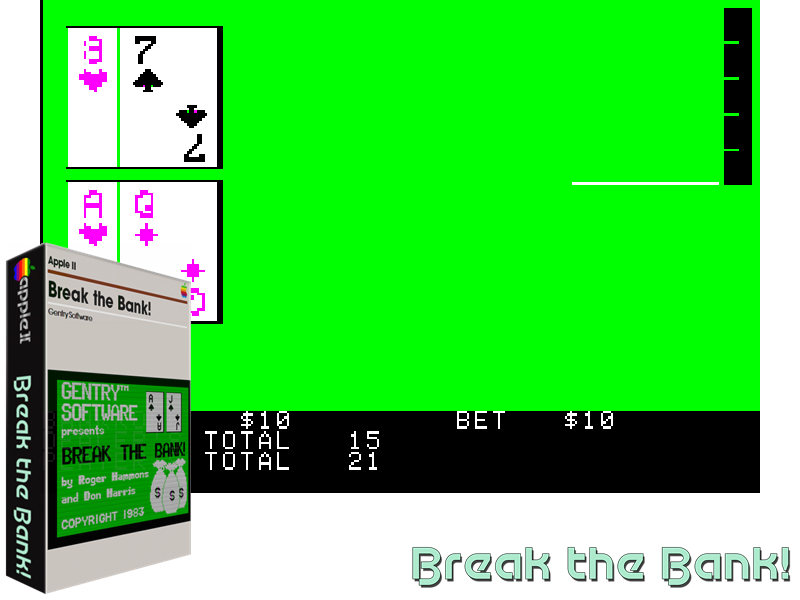 3 7
7
A Q
Q
$10 BET $10
TOTAL 15
TOTAL 21
Apple II
Break the Bank!
Gentry Software
apple ][
Break the Bank!
GENTRY™
SOFTWARE
presents
BREAK THE BANK!
by Roger Hammons
and Don Harris
COPYRIGHT 1983
A J
A J
$ $ $
Break the Bank!